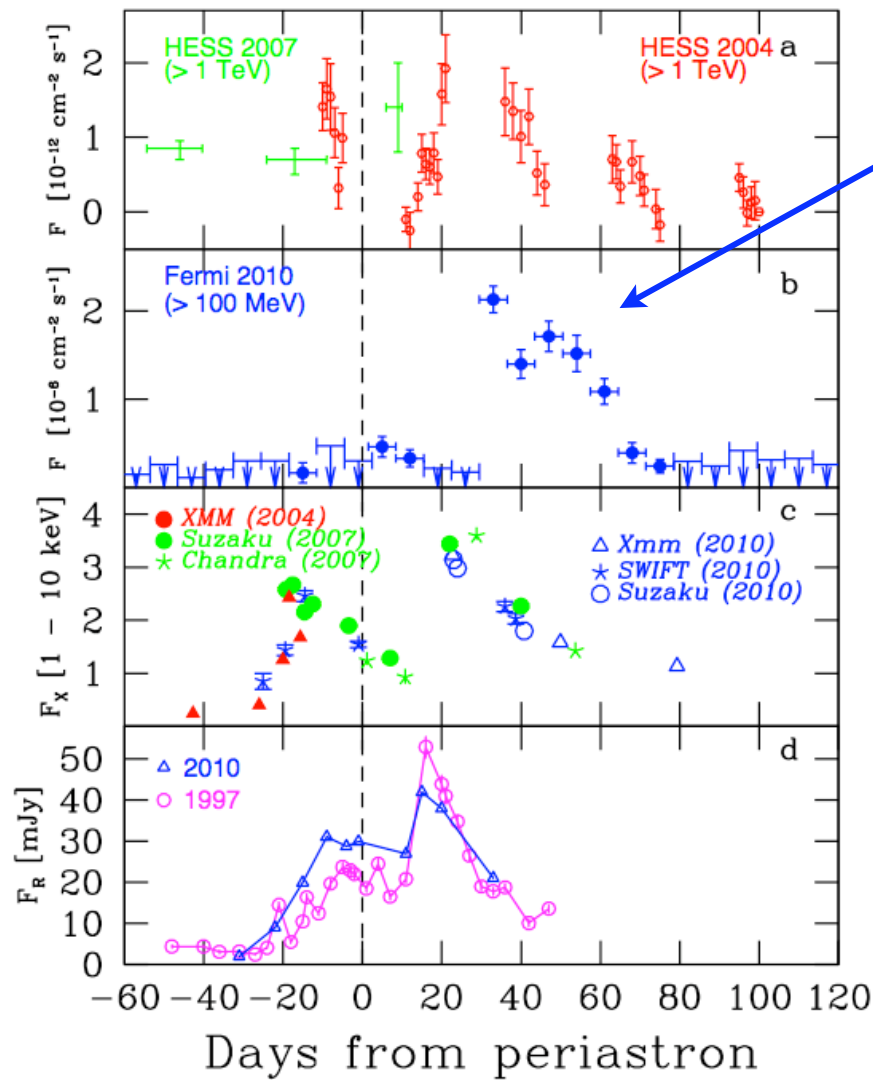 HESS 2007
(> 1 TeV)
HESS 2004
(> 1 TeV)
a
F [10⁻¹² cm⁻² s⁻¹]
2
1
0
Fermi 2010
(> 100 MeV)
b
F [10⁻⁶ cm⁻² s⁻¹]
2
1
c
XMM (2004)
Suzaku (2007)
Chandra (2007)
Xmm (2010)
SWIFT (2010)
Suzaku (2010)
F_X [1 – 10 keV]
4
3
2
1
d
2010
1997
F_R [mJy]
50
40
30
20
10
0
−60 −40 −20 0 20 40 60 80 100 120
Days from periastron